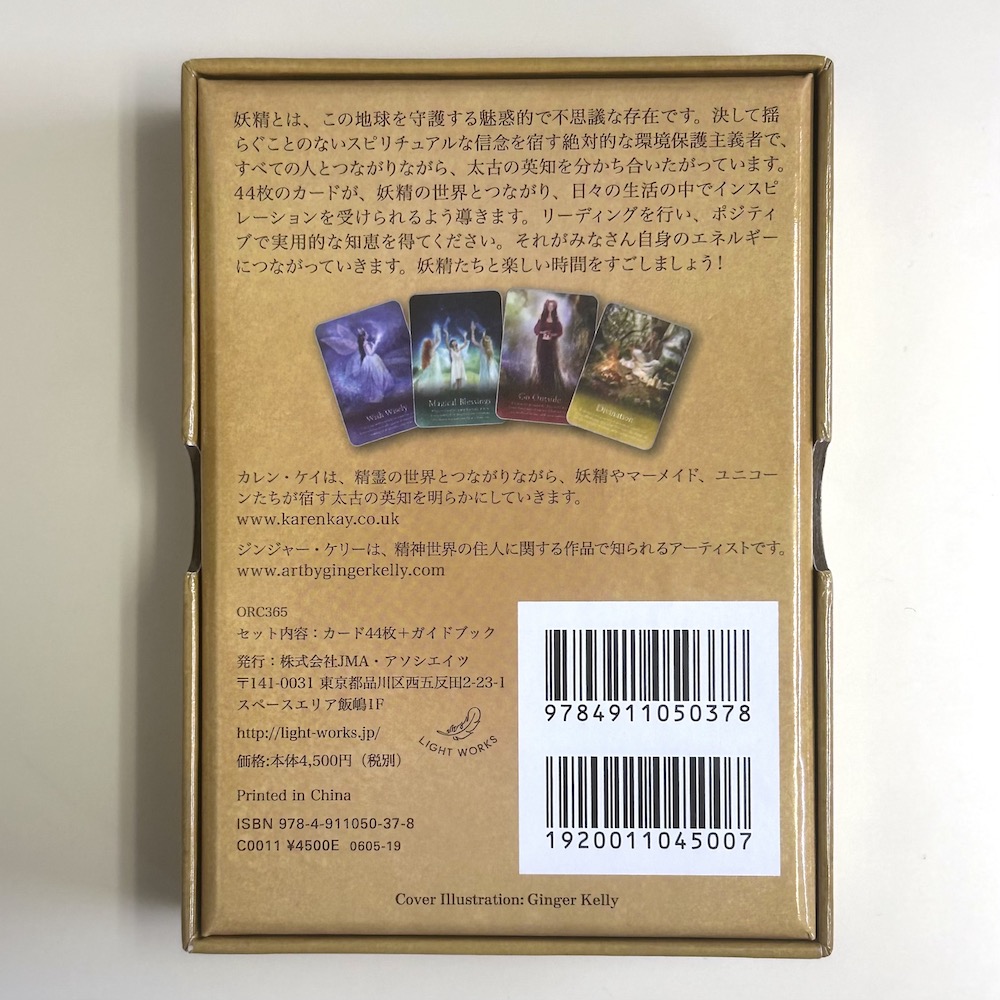 妖精とは、この地球を守護する魅惑的で不思議な存在です。決して揺
らぐことのないスピリチュアルな信念を宿す絶対的な環境保護主義者で、
すべての人とつながりながら、太古の英知を分かち合いたがっています。
44枚のカードが、妖精の世界とつながり、日々の生活の中でインスピ
レーションを受けられるよう導きます。リーディングを行い、ポジティ
ブで実用的な知恵を得てください。それがみなさん自身のエネルギー
につながっていきます。妖精たちと楽しい時間をすごしましょう！
Wish Wisely
Magical Blessings
Go Outside
Divination
カレン・ケイは、精霊の世界とつながりながら、妖精やマーメイド、ユニコー
ンたちが宿す太古の英知を明らかにしていきます。
www.karenkay.co.uk
ジンジャー・ケリーは、精神世界の住人に関する作品で知られるアーティストです。
www.artbygingerkelly.com
ORC365
セット内容：カード44枚＋ガイドブック
発行：株式会社JMA・アソシエイツ
〒141-0031 東京都品川区西五反田2-23-1
スペースエリア飯嶋1F
http://light-works.jp/
LIGHT WORKS
価格:本体4,500円（税別）
Printed in China
ISBN 978-4-911050-37-8
C0011 ¥4500E 0605-19
9784911050378
1920011045007
Cover Illustration: Ginger Kelly